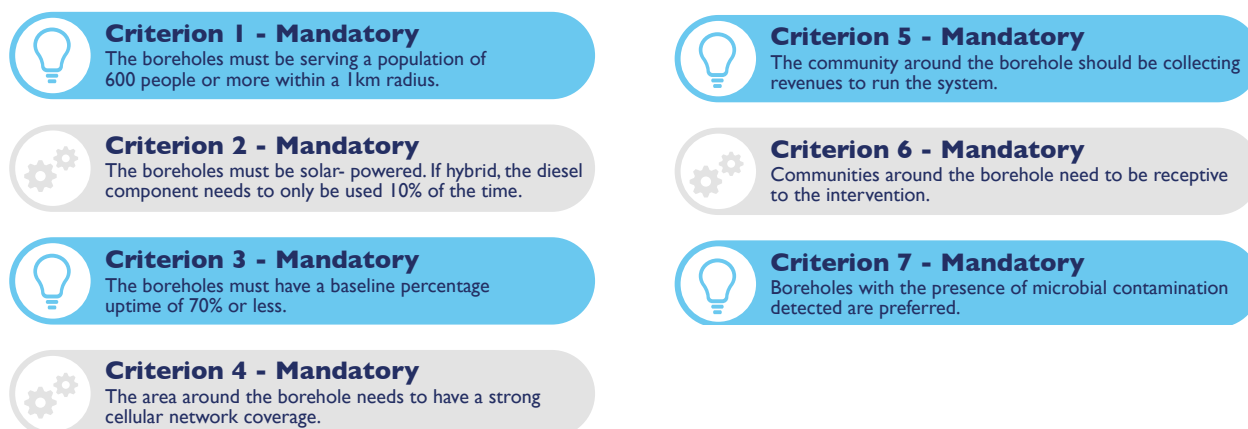 Criterion 1 - Mandatory
The boreholes must be serving a population of
600 people or more within a 1km radius.
Criterion 2 - Mandatory
The boreholes must be solar- powered. If hybrid, the diesel
component needs to only be used 10% of the time.
Criterion 3 - Mandatory
The boreholes must have a baseline percentage
uptime of 70% or less.
Criterion 4 - Mandatory
The area around the borehole needs to have a strong
cellular network coverage.
Criterion 5 - Mandatory
The community around the borehole should be collecting
revenues to run the system.
Criterion 6 - Mandatory
Communities around the borehole need to be receptive
to the intervention.
Criterion 7 - Mandatory
Boreholes with the presence of microbial contamination
detected are preferred.